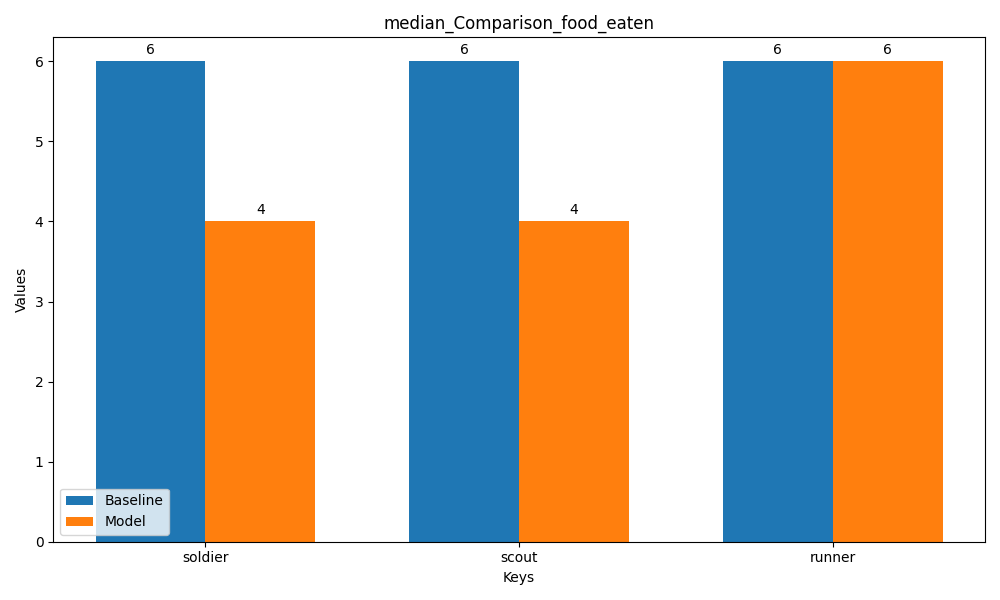 median_Comparison_food_eaten
6 6 6 6
4 4
6
5
4
3
2
1
0
Values
Baseline
Model
soldier scout runner
Keys